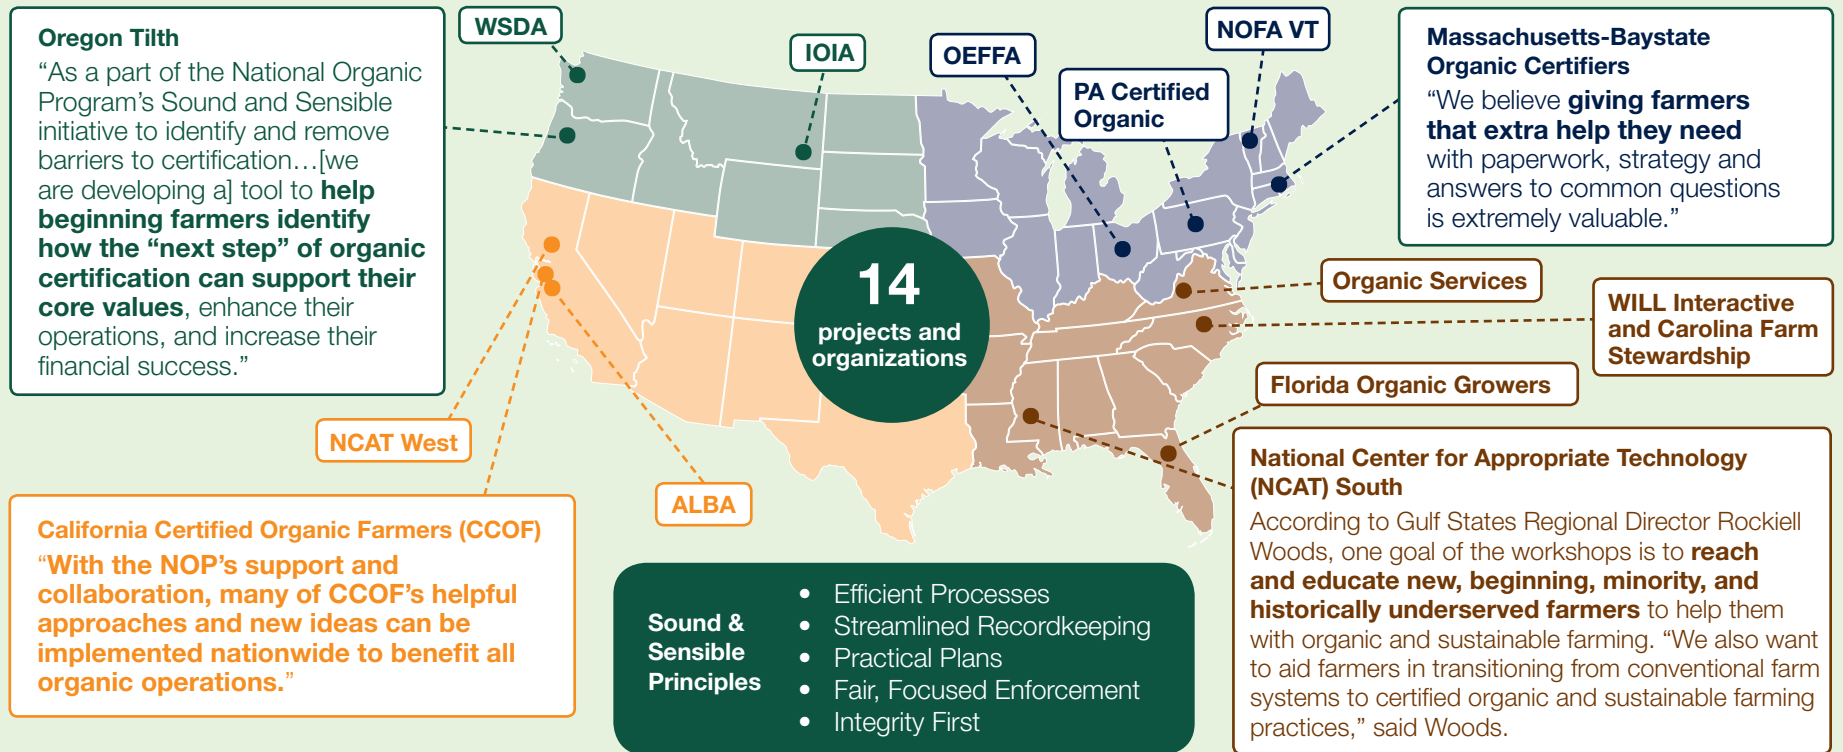 Oregon Tilth
“As a part of the National Organic
Program’s Sound and Sensible
initiative to identify and remove
barriers to certification…[we
are developing a] tool to help
beginning farmers identify
how the “next step” of organic
certification can support their
core values, enhance their
operations, and increase their
financial success.”
WSDA
IOIA
OEFFA
PA Certified
Organic
NOFA VT
Massachusetts-Baystate
Organic Certifiers
“We believe giving farmers
that extra help they need
with paperwork, strategy and
answers to common questions
is extremely valuable.”
14
projects and
organizations
Organic Services
WILL Interactive
and Carolina Farm
Stewardship
Florida Organic Growers
NCAT West
ALBA
California Certified Organic Farmers (CCOF)
“With the NOP’s support and
collaboration, many of CCOF’s helpful
approaches and new ideas can be
implemented nationwide to benefit all
organic operations.”
Sound &
Sensible
Principles
• Efficient Processes
• Streamlined Recordkeeping
• Practical Plans
• Fair, Focused Enforcement
• Integrity First
National Center for Appropriate Technology
(NCAT) South
According to Gulf States Regional Director Rockiell
Woods, one goal of the workshops is to reach
and educate new, beginning, minority, and
historically underserved farmers to help them
with organic and sustainable farming. “We also want
to aid farmers in transitioning from conventional farm
systems to certified organic and sustainable farming
practices,” said Woods.